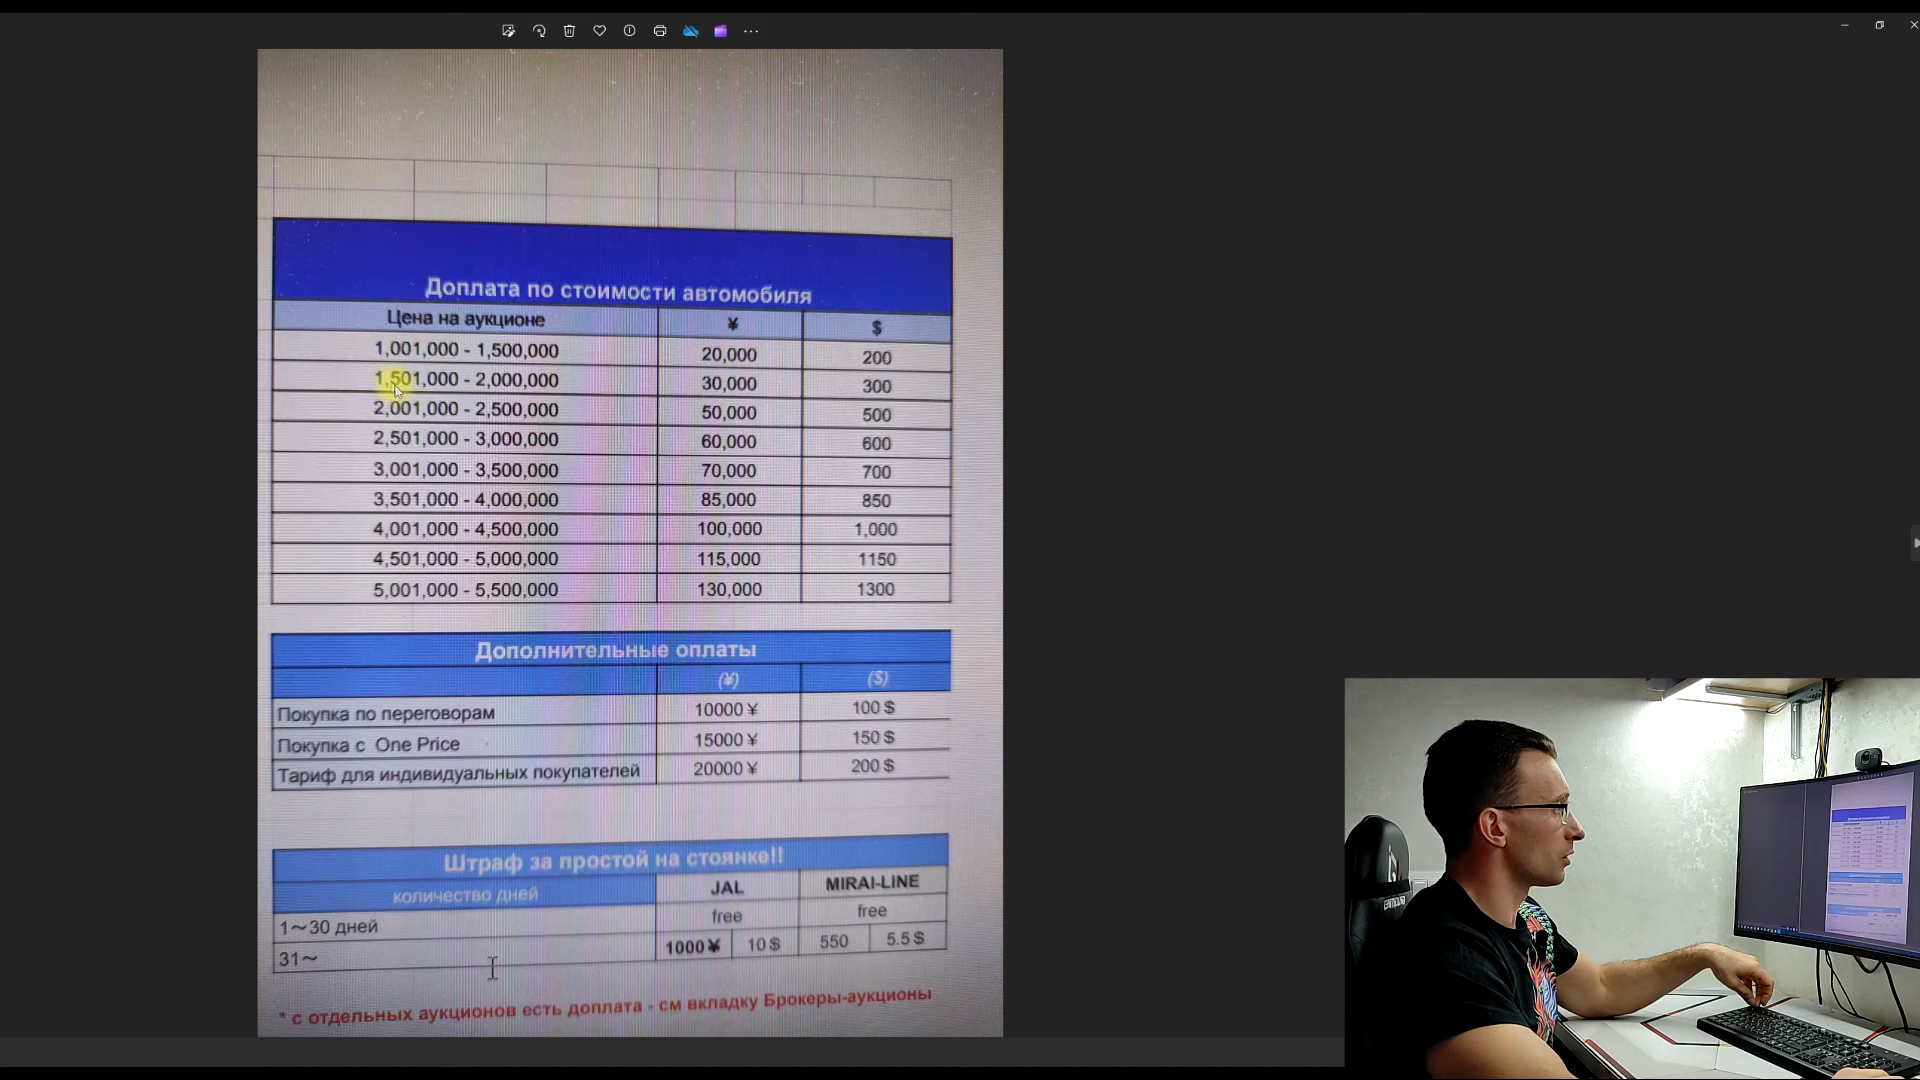 Доплата по стоимости автомобиля
Цена на аукционе ¥ $
1,001,000 - 1,500,000 20,000 200
1,501,000 - 2,000,000 30,000 300
2,001,000 - 2,500,000 50,000 500
2,501,000 - 3,000,000 60,000 600
3,001,000 - 3,500,000 70,000 700
3,501,000 - 4,000,000 85,000 850
4,001,000 - 4,500,000 100,000 1,000
4,501,000 - 5,000,000 115,000 1150
5,001,000 - 5,500,000 130,000 1300
Дополнительные оплаты
(¥) ($)
Покупка по переговорам 10000 ¥ 100 $
Покупка с One Price 15000 ¥ 150 $
Тариф для индивидуальных покупателей 20000 ¥ 200 $
Штраф за простой на стоянке!!
количество дней JAL MIRAI-LINE
1~30 дней free free
31~ 1000 ¥ 10 $ 550 5.5 $
* с отдельных аукционов есть доплата - см вкладку Брокеры-аукционы